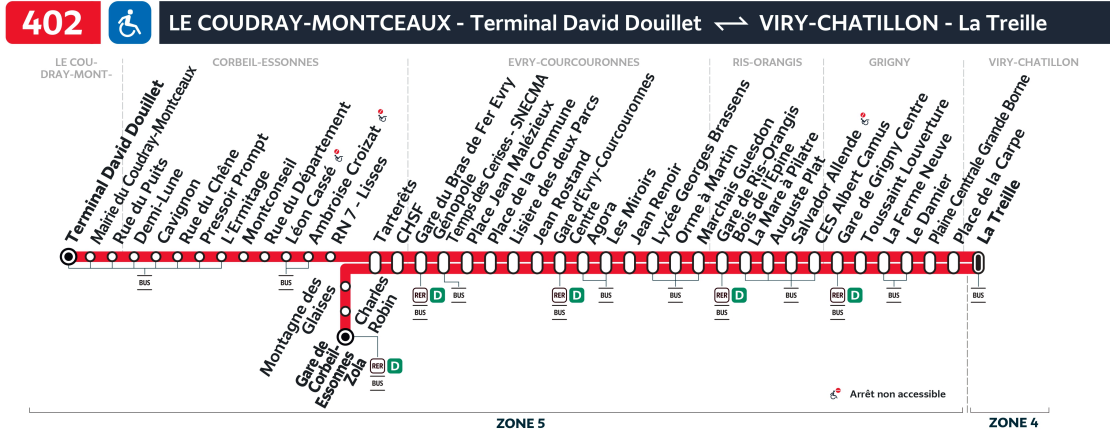 402
LE COUDRAY-MONTCEAUX - Terminal David Douillet
VIRY-CHATILLON - La Treille
LE COU-
DRAY-MONT-
CORBEIL-ESSONNES
EVRY-COURCOURONNES
RIS-ORANGIS
GRIGNY
VIRY-CHATILLON
Terminal David Douillet
Mairie du Coudray-Montceaux
Rue du Puits
Demi-Lune
Cavignon
Rue du Chêne
Pressoir Prompt
L'Ermitage
Montconseil
Rue du Département
Léon Cassé
Ambroise Croizat
RN 7 - Lisses
Tarterêts
CHSF
Gare du Bras de Fer Evry
Génopole
Temps des Cerises - SNECMA
Place Jean Malézieux
Place de la Commune
Lisière des deux Parcs
Jean Rostand
Gare d'Evry-Courcouronnes
Centre
Agora
Les Miroirs
Jean Renoir
Lycée Georges Brassens
Orme à Martin
Marchais Guesdon
Gare de Ris-Orangis
Bois de l'Epine
La Mare à Pilatre
Auguste Plat
Salvador Allende
CES Albert Camus
Gare de Grigny Centre
Toussaint Louverture
La Ferme Neuve
Le Damier
Plaine Centrale Grande Borne
Place de la Carpe
La Treille
BUS
BUS
RER D
BUS
BUS
RER D
BUS
BUS
BUS
RER D
BUS
BUS
RER D
BUS
BUS
BUS
Montagne des
Glaises
Charles
Robin
Gare de
Corbeil-
Essonnes
Zola
RER D
BUS
Arrêt non accessible
ZONE 5
ZONE 4